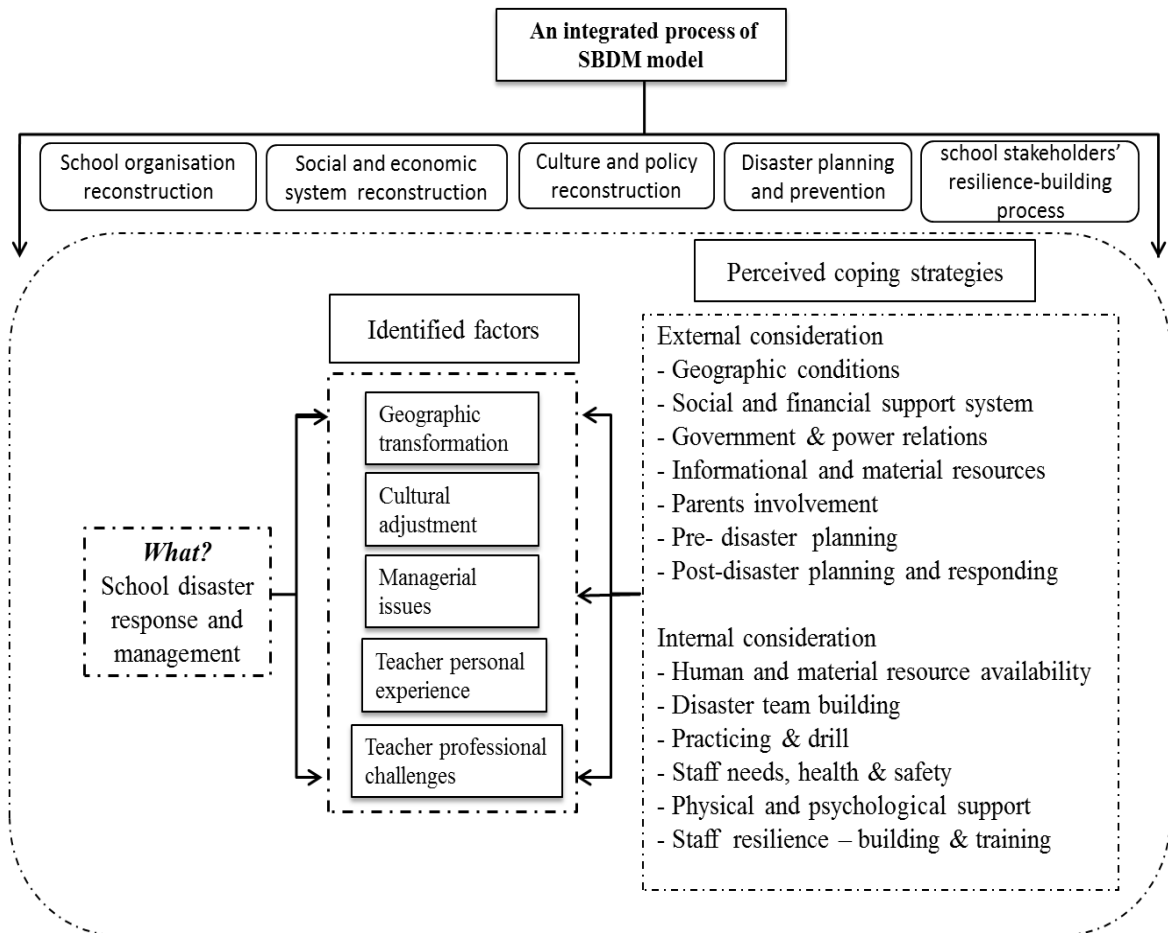 An integrated process of
SBDM model
School organisation
reconstruction
Social and economic
system reconstruction
Culture and policy
reconstruction
Disaster planning
and prevention
school stakeholders’
resilience-building
process
Perceived coping strategies
Identified factors
What?
School disaster
response and
management
Geographic
transformation
Cultural
adjustment
Managerial
issues
Teacher personal
experience
Teacher professional
challenges
External consideration
- Geographic conditions
- Social and financial support system
- Government & power relations
- Informational and material resources
- Parents involvement
- Pre- disaster planning
- Post-disaster planning and responding
Internal consideration
- Human and material resource availability
- Disaster team building
- Practicing & drill
- Staff needs, health & safety
- Physical and psychological support
- Staff resilience – building & training